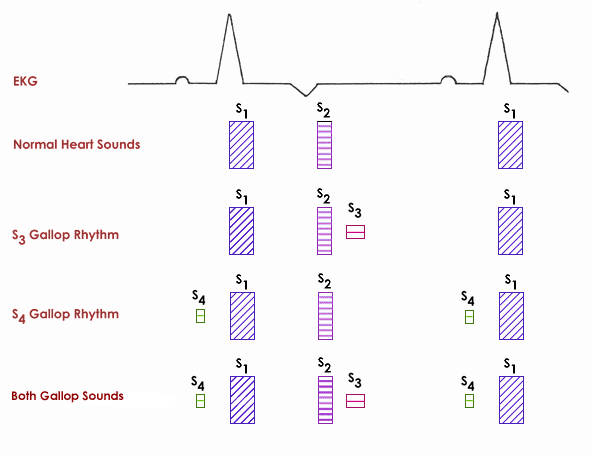 EKG
S1 S2 S1
Normal Heart Sounds
S1 S2 S3 S1
S3 Gallop Rhythm
S4 S1 S2 S4 S1
S4 Gallop Rhythm
S4 S1 S2 S3 S4 S1
Both Gallop Sounds